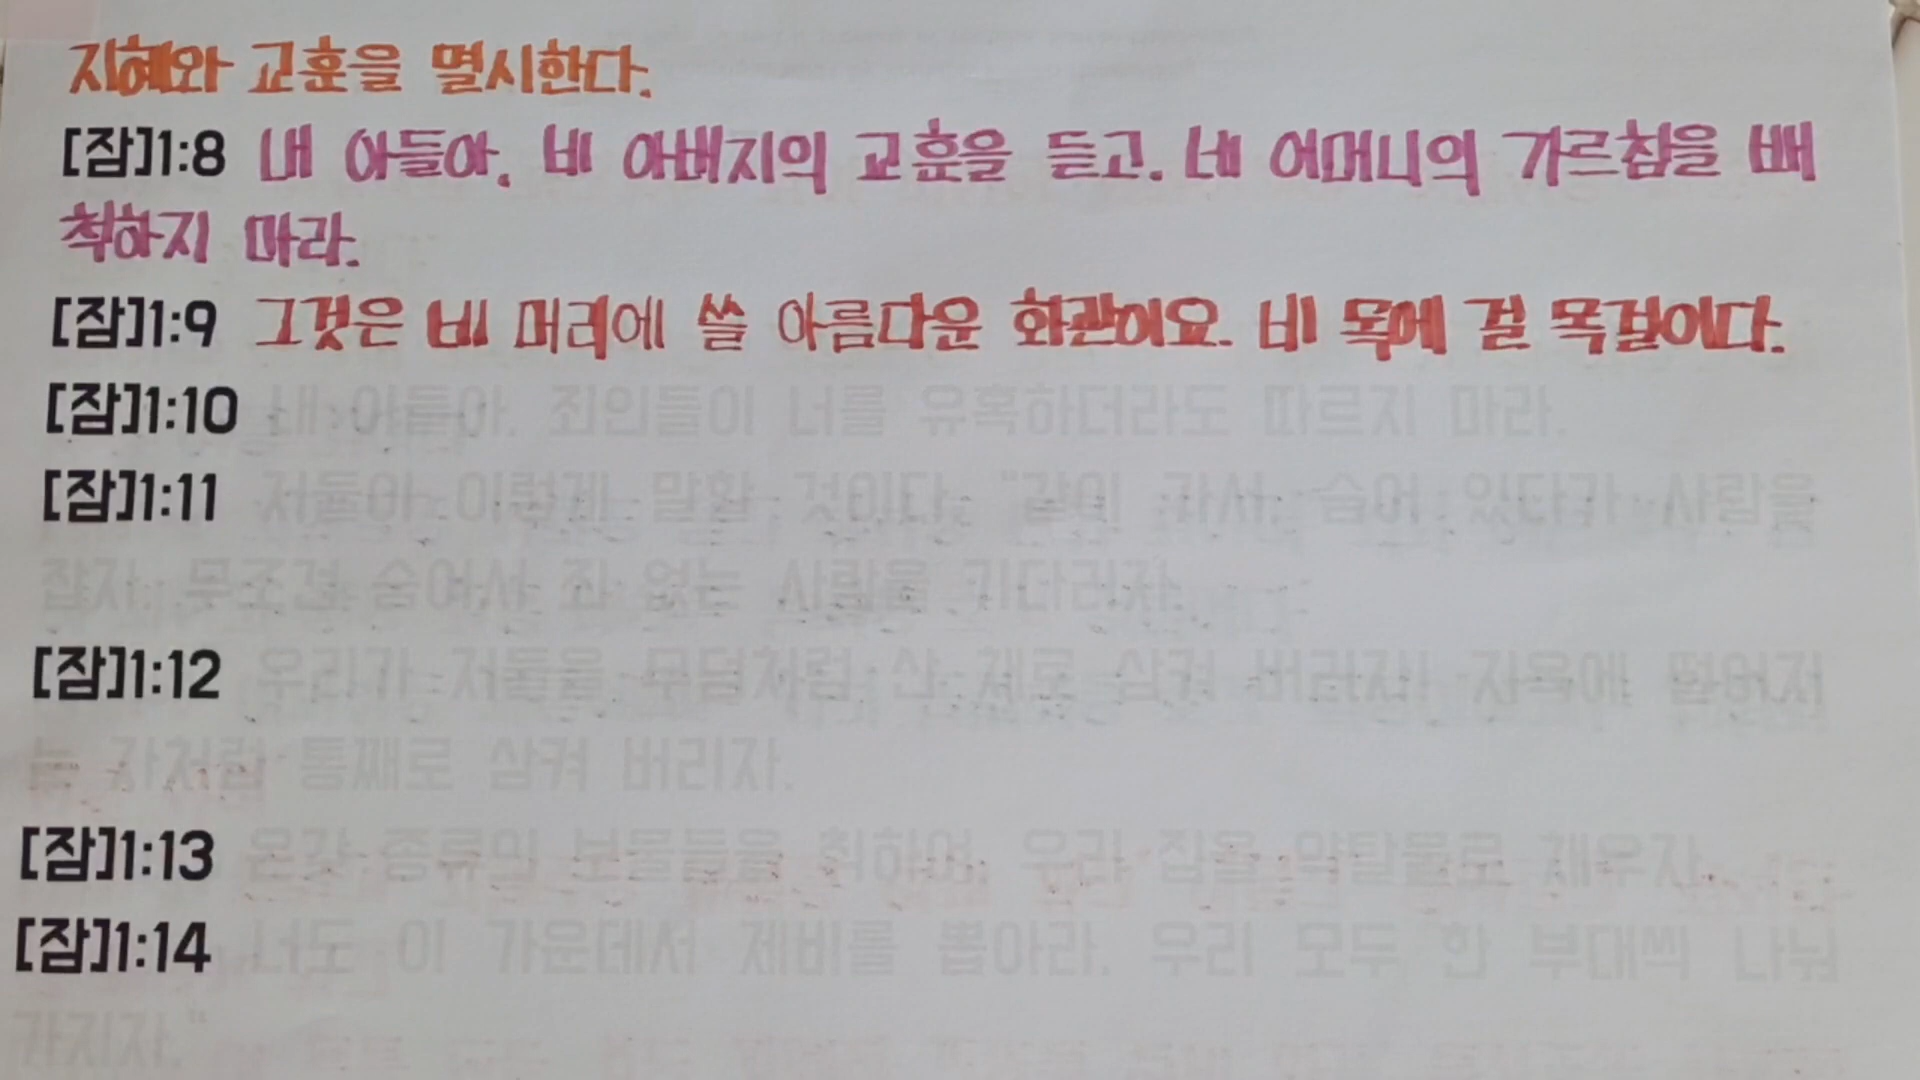 지혜와 교훈을 멸시한다.
[잠]1:8 내 아들아, 네 아버지의 교훈을 듣고, 네 어머니의 가르침을 배
척하지 마라.
[잠]1:9 그것은 네 머리에 쓸 아름다운 화관이요, 네 목에 걸 목걸이다.
[잠]1:10 내 아들아, 죄인들이 너를 유혹하더라도 따르지 마라.
[잠]1:11 저들이 이렇게 말할 것이다. "같이 가서, 숨어 있다가 사람을
잡자. 무조건 숨어서 죄 없는 사람을 기다리자.
[잠]1:12 우리가 저들을 무덤처럼 산 채로 삼켜 버리자! 지옥에 떨어지
는 자처럼 통째로 삼켜 버리자.
[잠]1:13 온갖 종류의 보물들을 취하여, 우리 집을 약탈물로 채우자.
[잠]1:14 너도 이 가운데서 제비를 뽑아라. 우리 모두 한 부대씩 나눠
가지자."